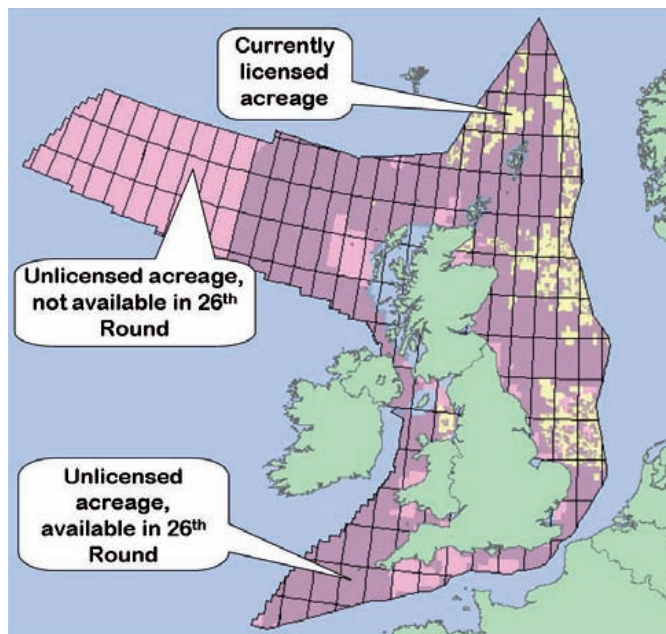 Currently
licensed
acreage
Unlicensed acreage,
not available in 26th
Round
Unlicensed
acreage,
available in 26th
Round